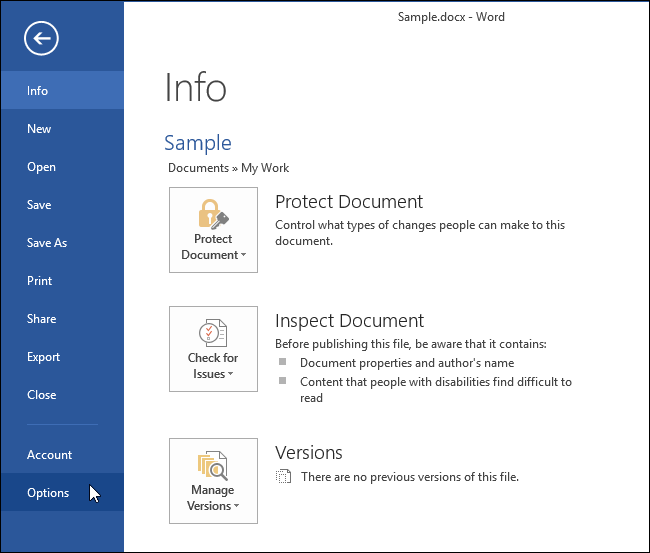 Sample.docx - Word
Info
New
Open
Save
Save As
Print
Share
Export
Close
Account
Options
Info
Sample
Documents » My Work
Protect
Document
Protect Document
Control what types of changes people can make to this
document.
Check for
Issues
Inspect Document
Before publishing this file, be aware that it contains:
Document properties and author's name
Content that people with disabilities find difficult to
read
Manage
Versions
Versions
There are no previous versions of this file.